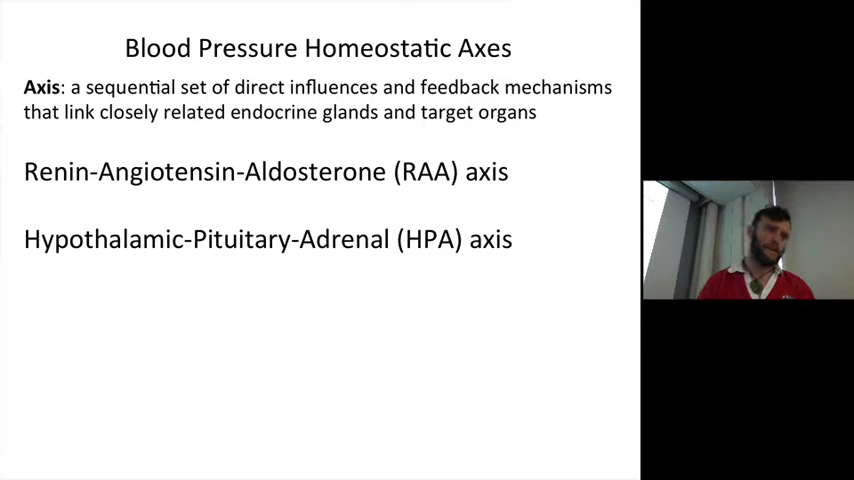 Blood Pressure Homeostatic Axes
Axis: a sequential set of direct influences and feedback mechanisms
that link closely related endocrine glands and target organs
Renin-Angiotensin-Aldosterone (RAA) axis
Hypothalamic-Pituitary-Adrenal (HPA) axis